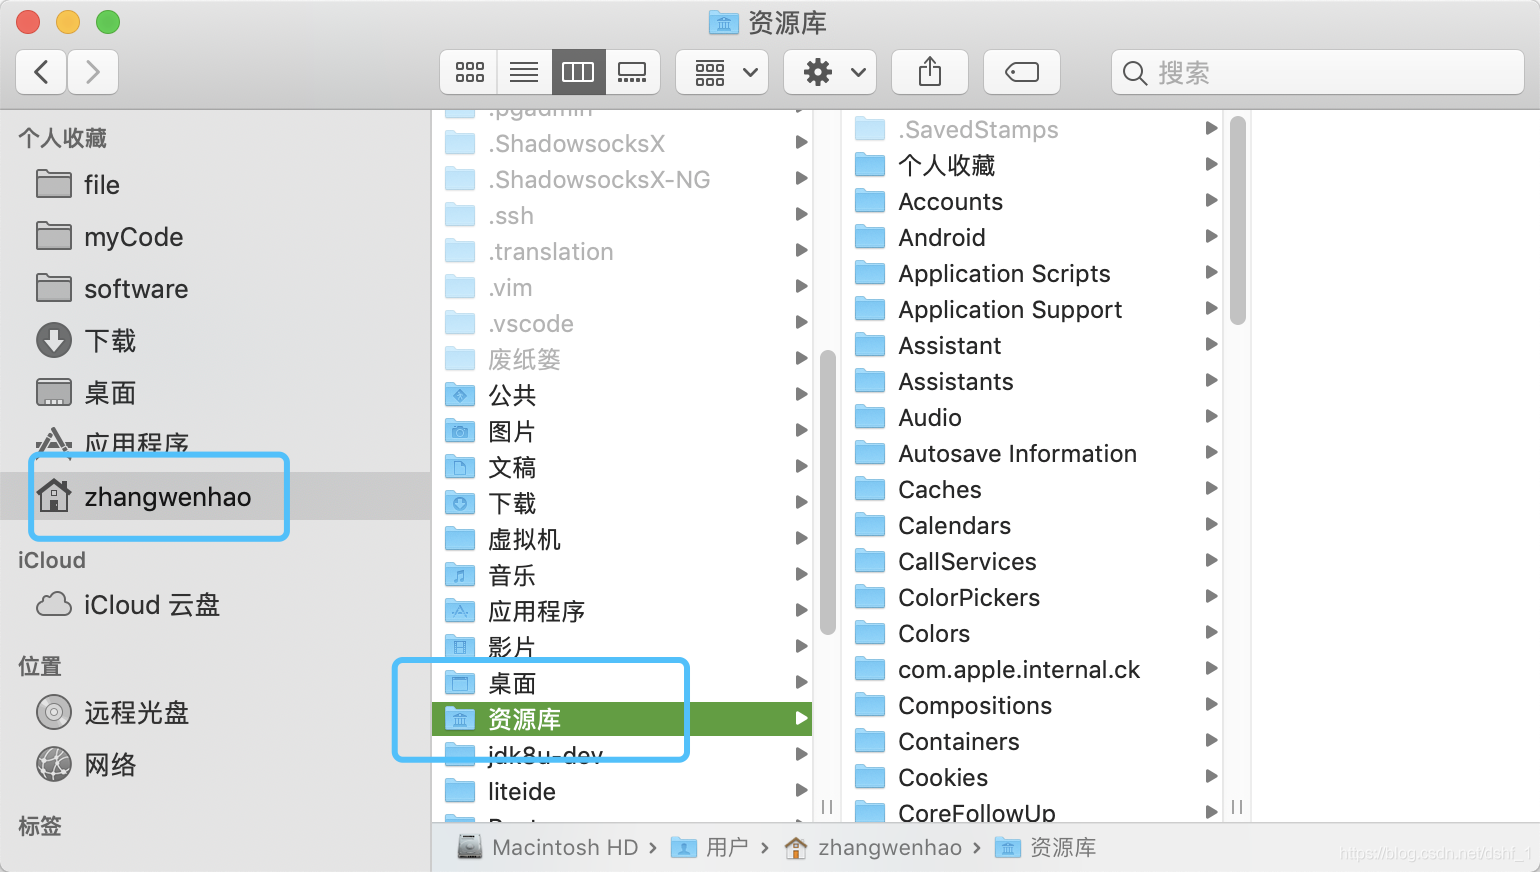 资源库
搜索
个人收藏
file
myCode
software
下载
桌面
应用程序
zhangwenhao
iCloud
iCloud 云盘
位置
远程光盘
网络
标签
.pgadmin
.ShadowsocksX
.ShadowsocksX-NG
.ssh
.translation
.vim
.vscode
废纸篓
公共
图片
文稿
下载
虚拟机
音乐
应用程序
影片
桌面
资源库
jdk8u-dev
liteide
.SavedStamps
个人收藏
Accounts
Android
Application Scripts
Application Support
Assistant
Assistants
Audio
Autosave Information
Caches
Calendars
CallServices
ColorPickers
Colors
com.apple.internal.ck
Compositions
Containers
Cookies
CoreFollowUp
Macintosh HD › 用户 › zhangwenhao › 资源库
https://blog.csdn.net/dshf_1